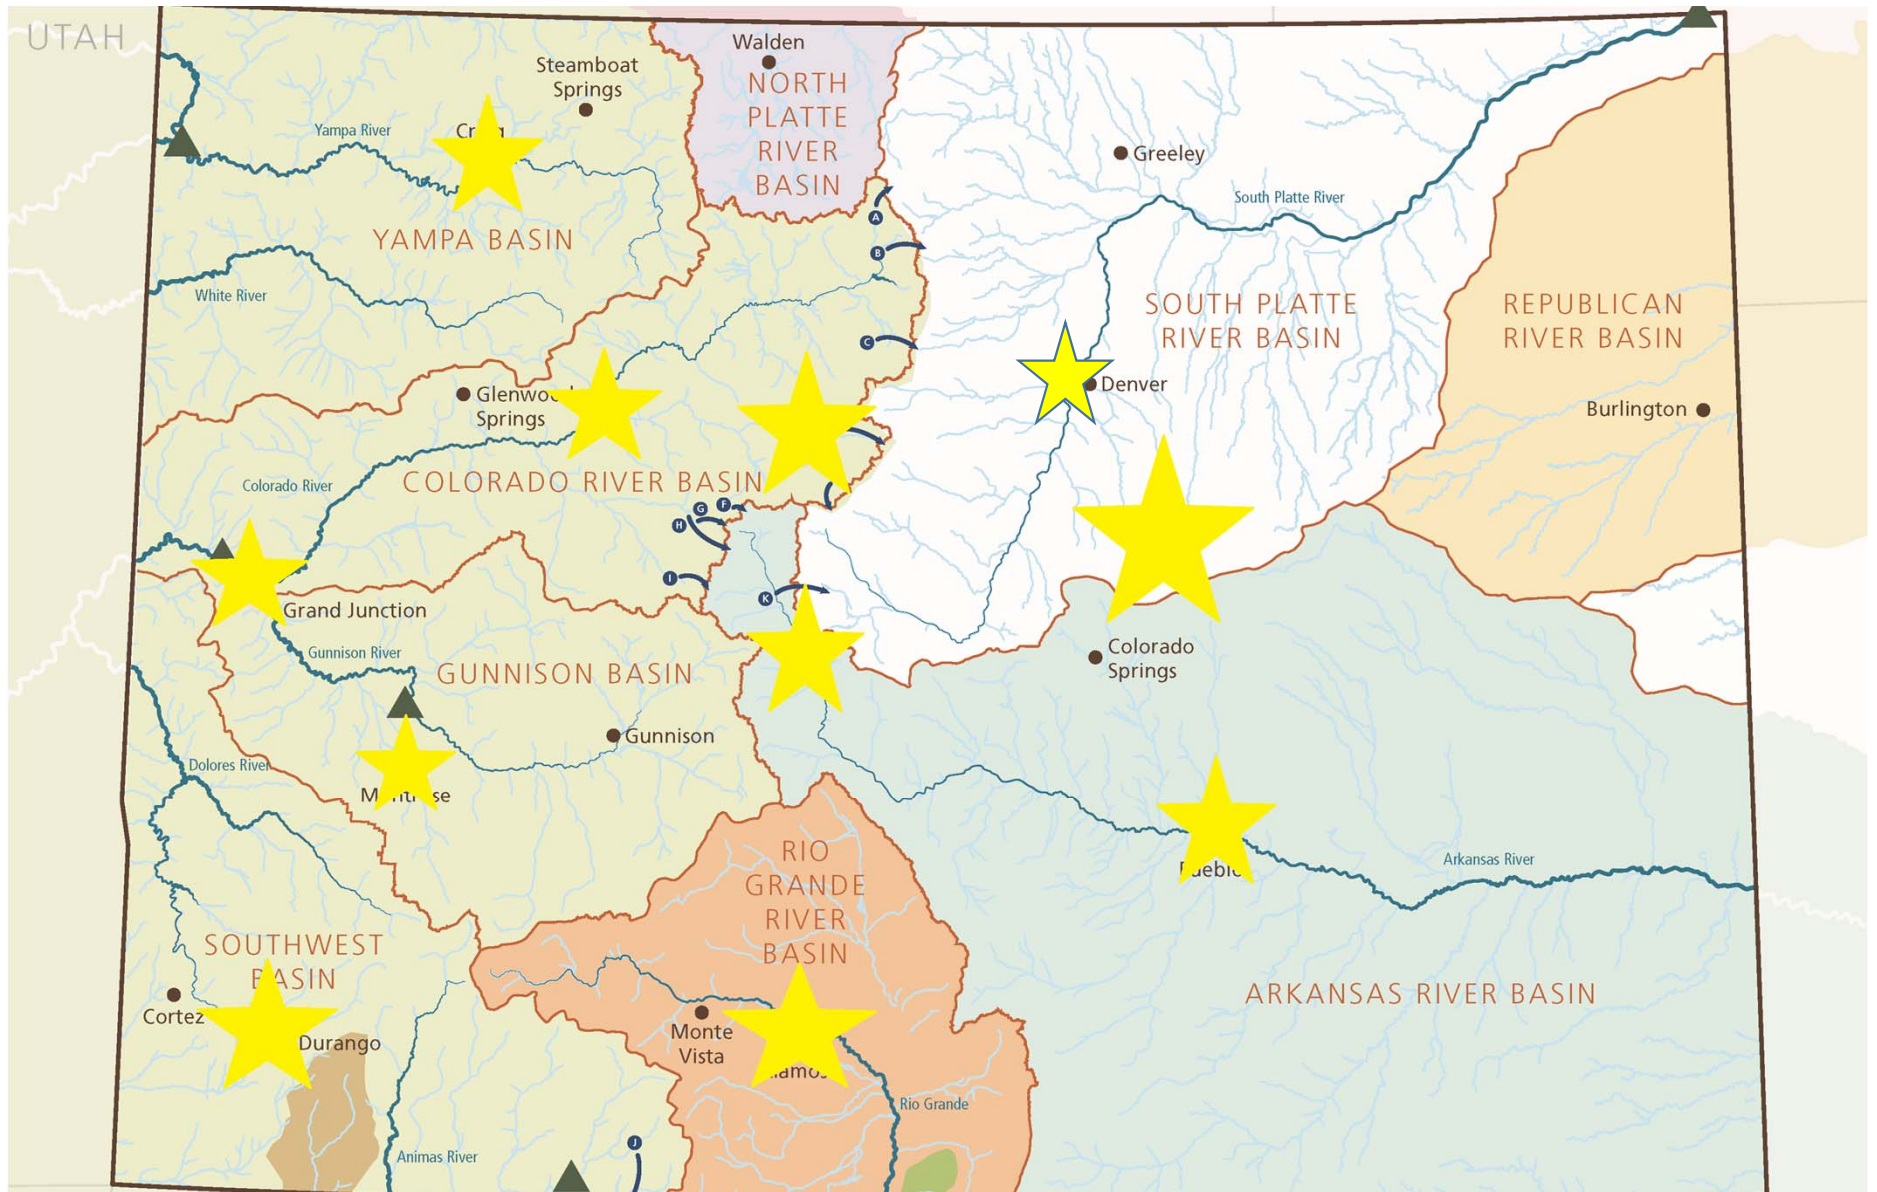 UTAH
Walden
Steamboat
Springs
NORTH
PLATTE
RIVER
BASIN
Yampa River
Greeley
South Platte River
A
YAMPA BASIN
B
White River
SOUTH PLATTE
RIVER BASIN
REPUBLICAN
RIVER BASIN
C
Denver
Springs
Burlington
Colorado River
COLORADO RIVER BASIN
F
G
H
I
K
Grand Junction
Gunnison River
GUNNISON BASIN
Colorado
Springs
Gunnison
Dolores River
RIO
GRANDE
RIVER
BASIN
Arkansas River
SOUTHWEST
BASIN
ARKANSAS RIVER BASIN
Cortez
Durango
Monte
Vista
Rio Grande
J
Animas River